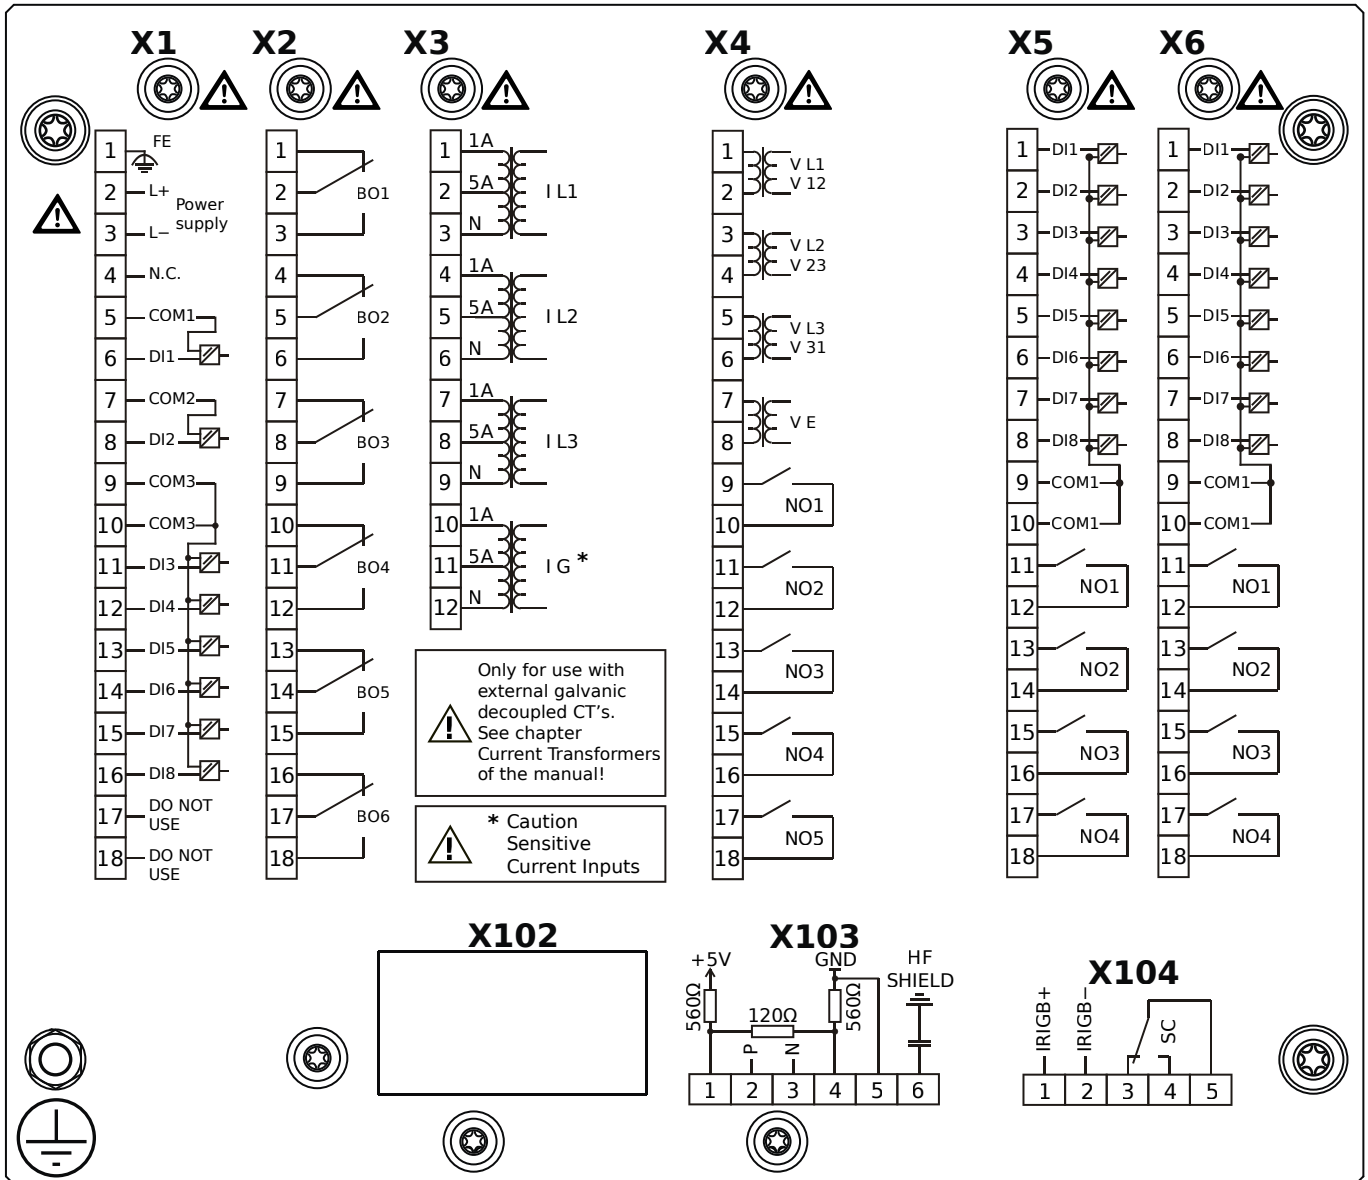 X1 X2 X3 X4 X5 X6
1 FE
2 L+
Power
supply
3 L−
4 N.C.
5 COM1
6 DI1
7 COM2
8 DI2
9 COM3
10 COM3
11 DI3
12 DI4
13 DI5
14 DI6
15 DI7
16 DI8
17 DO NOT
USE
18 DO NOT
USE
1
2 BO1
3
4
5 BO2
6
7
8 BO3
9
10
11 BO4
12
13
14 BO5
15
16
17 BO6
18
1 1A
2 5A I L1
3 N
4 1A
5 5A I L2
6 N
7 1A
8 5A I L3
9 N
10 1A
11 5A I G *
12 N
Only for use with
external galvanic
decoupled CT's.
See chapter
Current Transformers
of the manual!
* Caution
Sensitive
Current Inputs
1 V L1
2 V 12
3 V L2
4 V 23
5 V L3
6 V 31
7 V E
8
9
NO1
10
11
NO2
12
13
NO3
14
15
NO4
16
17
NO5
18
1 DI1
2 DI2
3 DI3
4 DI4
5 DI5
6 DI6
7 DI7
8 DI8
9 COM1
10 COM1
11
NO1
12
13
NO2
14
15
NO3
16
17
NO4
18
1 DI1
2 DI2
3 DI3
4 DI4
5 DI5
6 DI6
7 DI7
8 DI8
9 COM1
10 COM1
11
NO1
12
13
NO2
14
15
NO3
16
17
NO4
18
X102
X103
+5V GND HF
SHIELD
560Ω 120Ω 560Ω
P N
1 2 3 4 5 6
X104
IRIGB+ IRIGB− SC
1 2 3 4 5